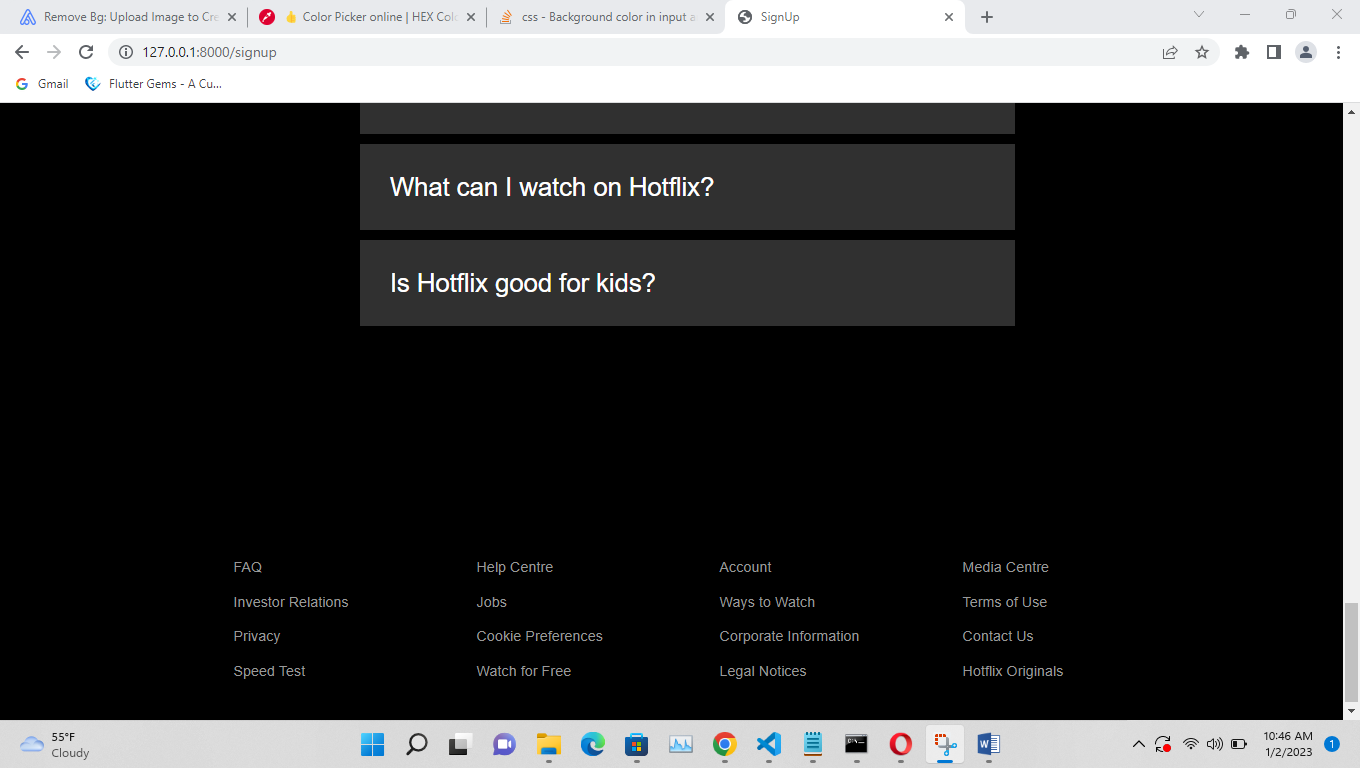 Remove Bg: Upload Image to Cre
👍 Color Picker online | HEX Colo
css - Background color in input a
SignUp
127.0.0.1:8000/signup
Gmail
Flutter Gems - A Cu...
What can I watch on Hotflix?
Is Hotflix good for kids?
FAQ Help Centre Account Media Centre
Investor Relations Jobs Ways to Watch Terms of Use
Privacy Cookie Preferences Corporate Information Contact Us
Speed Test Watch for Free Legal Notices Hotflix Originals
55°F
Cloudy
10:46 AM
1/2/2023
1